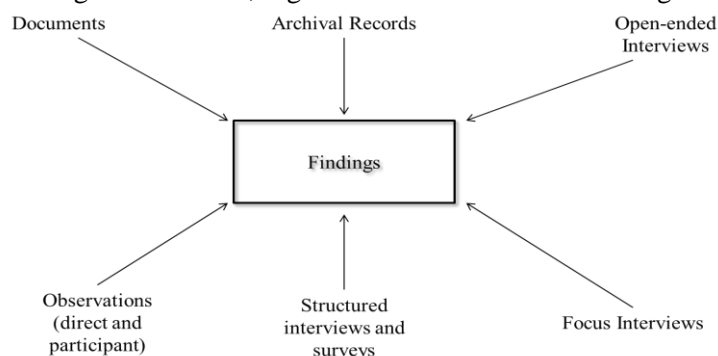 Documents
Archival Records
Open-ended
Interviews
Findings
Observations
(direct and
participant)
Structured
interviews and
surveys
Focus Interviews